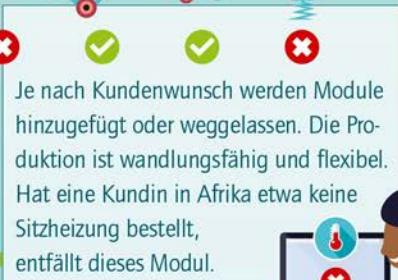 Je nach Kundenwunsch werden Module
hinzugefügt oder weggelassen. Die Pro-
duktion ist wandlungsfähig und flexibel.
Hat eine Kundin in Afrika etwa keine
Sitzheizung bestellt,
entfällt dieses Modul.